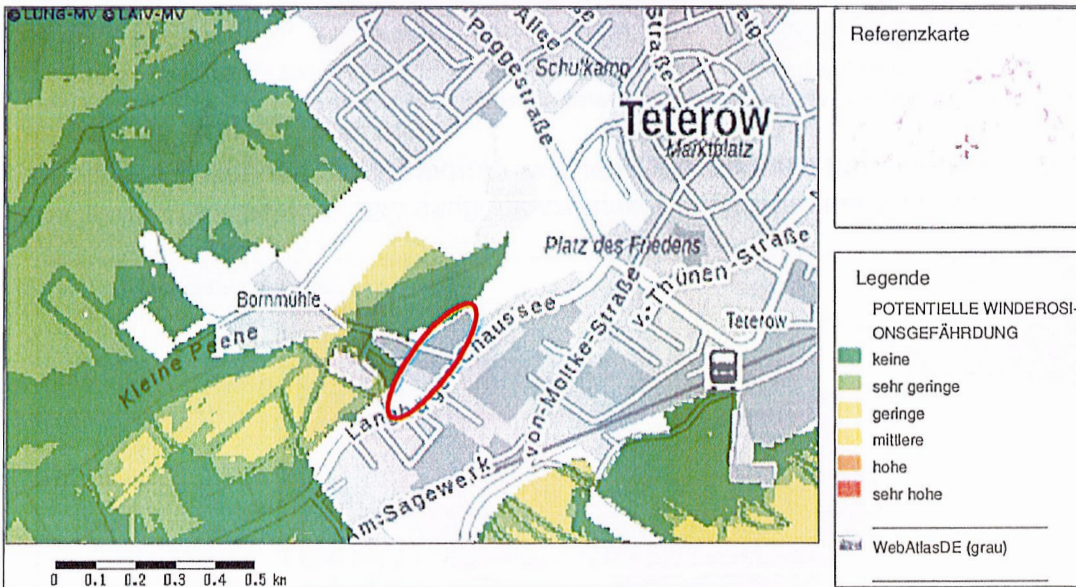 © LUNG-MV © LAiV-MV
Allee
Straße
Poggestraße
Schulkamp
Teterow
Marktplatz
Platz des Friedens
v.-Thünen-Straße
Bornmühle
Kleine Peene
Chaussee
von-Moltke-Straße
Teterow
Am Sagewerk
0 0.1 0.2 0.3 0.4 0.5 km
Referenzkarte
Legende
POTENTIELLE WINDEROSI-
ONSGEFÄHRDUNG
keine
sehr geringe
geringe
mittlere
hohe
sehr hohe
WebAtlasDE (grau)